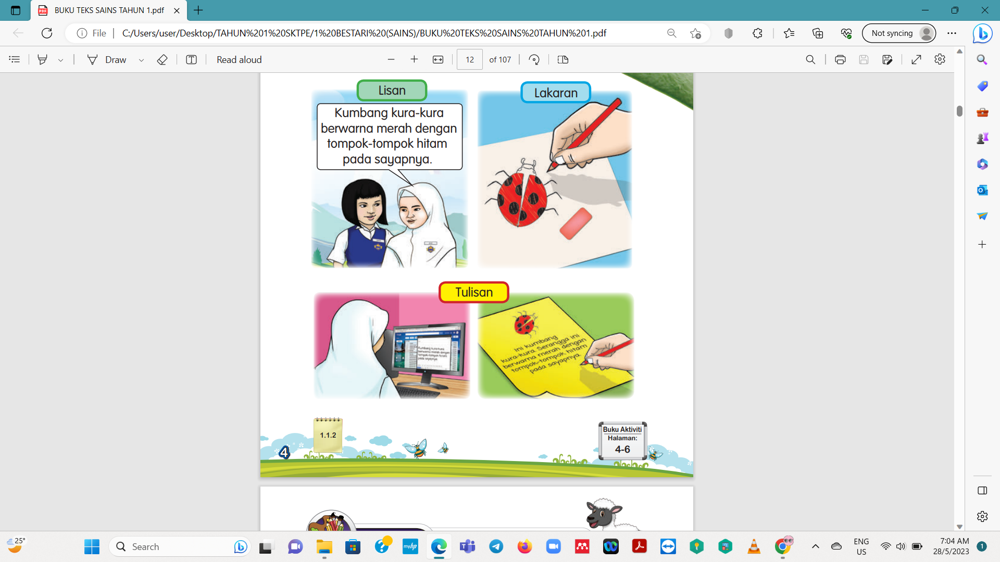 BUKU TEKS SAINS TAHUN 1.pdf
File
C:/Users/user/Desktop/TAHUN%201%20SKTPE/1%20BESTARI%20(SAINS)/BUKU%20TEKS%20SAINS%20TAHUN%201.pdf
Not syncing
Draw
Read aloud
12 of 107
Lisan
Kumbang kura-kura
berwarna merah dengan
tompok-tompok hitam
pada sayapnya.
Lakaran
Tulisan
Kumbang kura-kura
berwarna merah dengan
tompok-tompok hitam
pada sayapnya.
Ini kumbang
kura-kura. Serangga ini
berwarna merah dengan
tompok-tompok hitam
pada sayapnya.
1.1.2
4
Buku Aktiviti
Halaman:
4-6
25°
Search
myhp
ENG
US
7:04 AM
28/5/2023
1